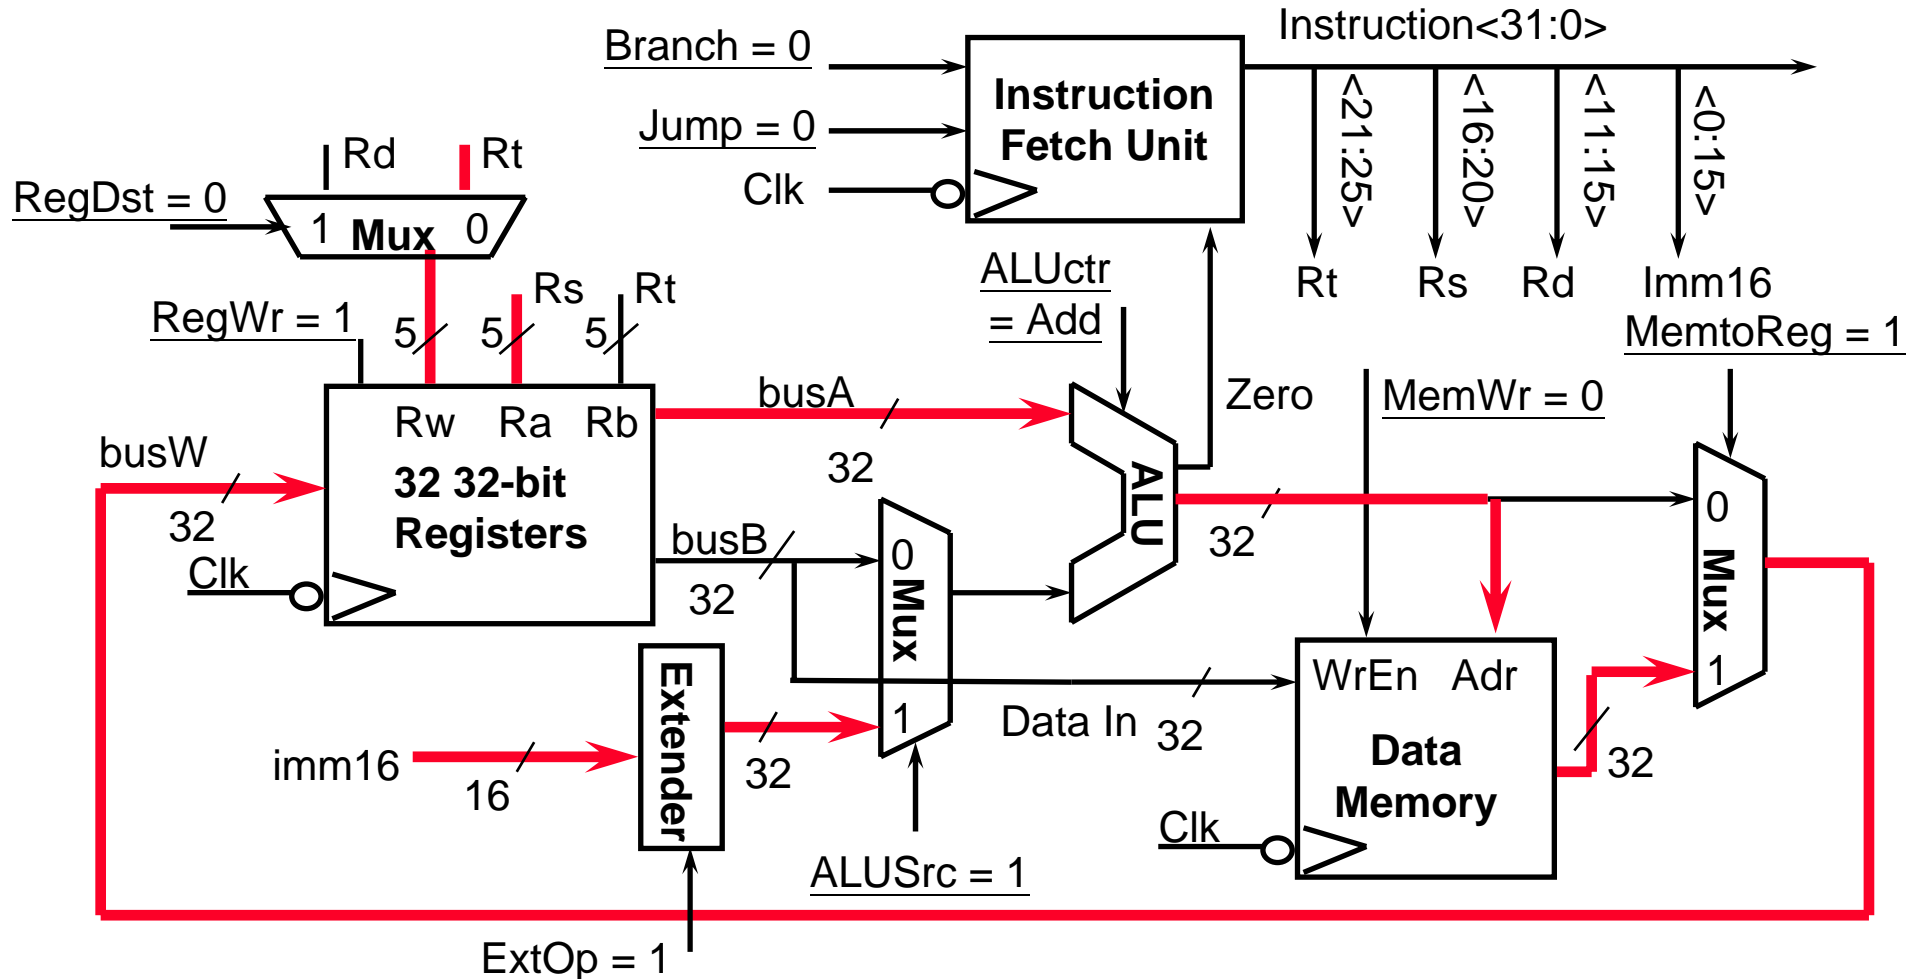 Instruction<31:0>
Branch = 0
Instruction
Fetch Unit
Jump = 0
Clk
<21:25>
<16:20>
<11:15>
<0:15>
Rd
Rt
RegDst = 0
1
Mux
0
Rt
Rs
Rd
Imm16
ALUctr
= Add
MemtoReg = 1
RegWr = 1
5
5
Rs
5
Rt
Zero
MemWr = 0
busA
32
Rw
Ra
Rb
busW
32
32 32-bit
Registers
Clk
busB
32
0
Mux
1
ALU
32
0
Mux
1
WrEn
Adr
Data In
32
Data
Memory
32
Clk
imm16
16
Extender
32
ALUSrc = 1
ExtOp = 1